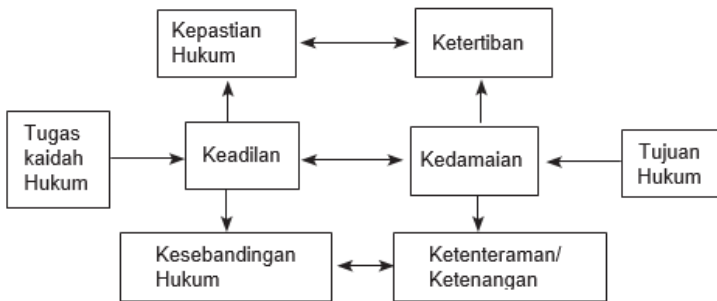 Kepastian
Hukum
Ketertiban
Tugas
kaidah
Hukum
Keadilan
Kedamaian
Tujuan
Hukum
Kesebandingan
Hukum
Ketenteraman/
Ketenangan